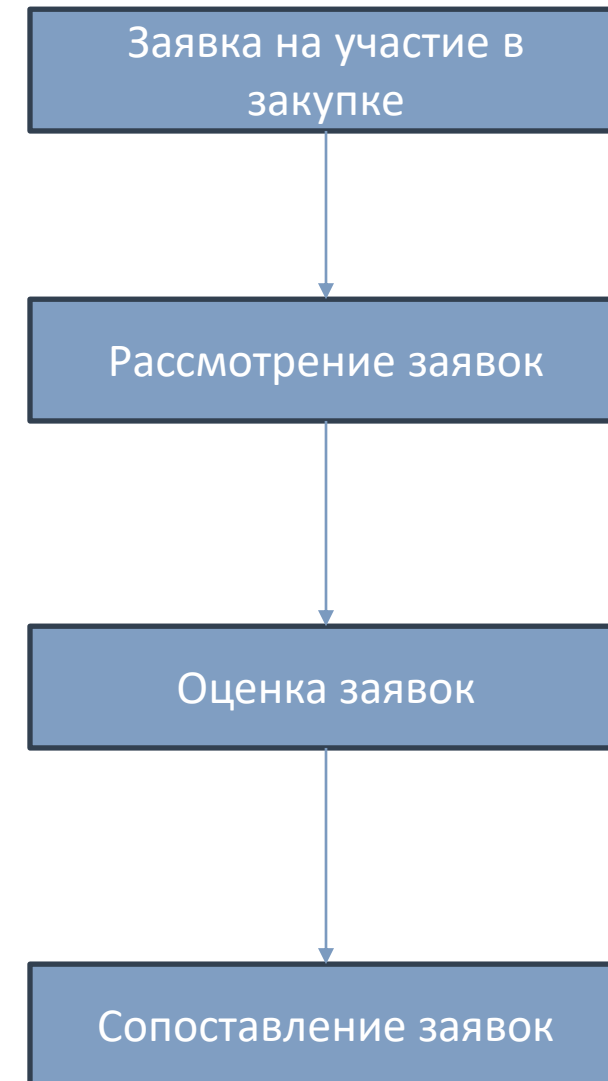 Заявка на участие в
закупке
Рассмотрение заявок
Оценка заявок
Сопоставление заявок